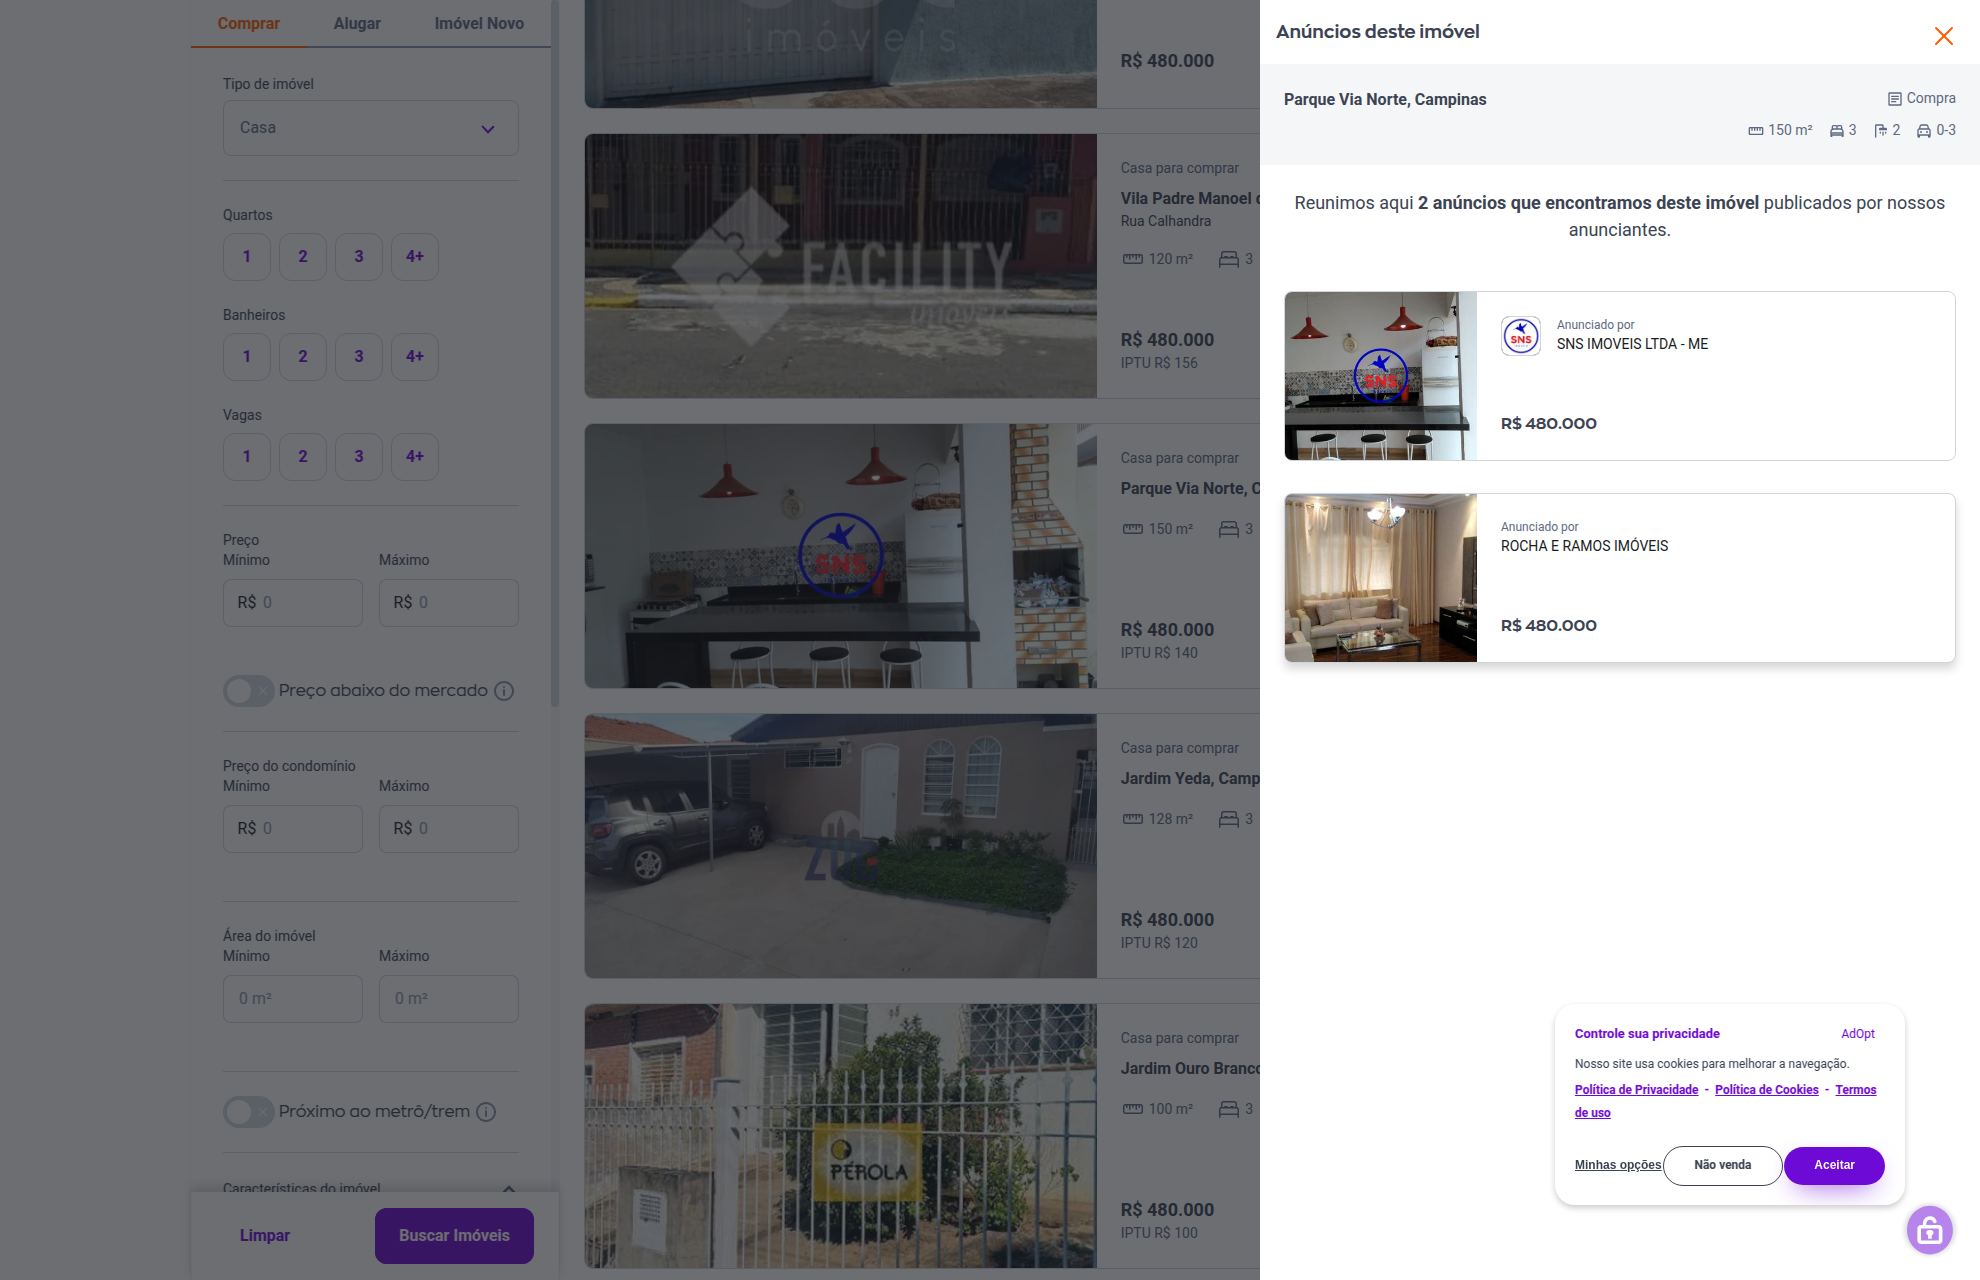 Comprar
Alugar
Imóvel Novo
Tipo de imóvel
Casa
Quartos
1
2
3
4+
Banheiros
1
2
3
4+
Vagas
1
2
3
4+
Preço
Mínimo
Máximo
R$ 0
R$ 0
Preço abaixo do mercado
Preço do condomínio
Mínimo
Máximo
R$ 0
R$ 0
Área do imóvel
Mínimo
Máximo
0 m²
0 m²
Próximo ao metrô/trem
Características do imóvel
Limpar
Buscar Imóveis
imóveis
R$ 480.000
FACILITY
imóveis
Casa para comprar
Vila Padre Manoel
Rua Calhandra
120 m²
3
R$ 480.000
IPTU R$ 156
SNS
Casa para comprar
Parque Via Norte, C
150 m²
3
R$ 480.000
IPTU R$ 140
Casa para comprar
Jardim Yeda, Camp
128 m²
3
R$ 480.000
IPTU R$ 120
PÉROLA
Casa para comprar
Jardim Ouro Branco
100 m²
3
R$ 480.000
IPTU R$ 100
Anúncios deste imóvel
Parque Via Norte, Campinas
Compra
150 m²
3
2
0-3
Reunimos aqui 2 anúncios que encontramos deste imóvel publicados por nossos
anunciantes.
SNS
SNS
Anunciado por
SNS IMOVEIS LTDA - ME
R$ 480.000
Anunciado por
ROCHA E RAMOS IMÓVEIS
R$ 480.000
Controle sua privacidade
AdOpt
Nosso site usa cookies para melhorar a navegação.
Política de Privacidade - Política de Cookies - Termos
de uso
Minhas opções
Não venda
Aceitar